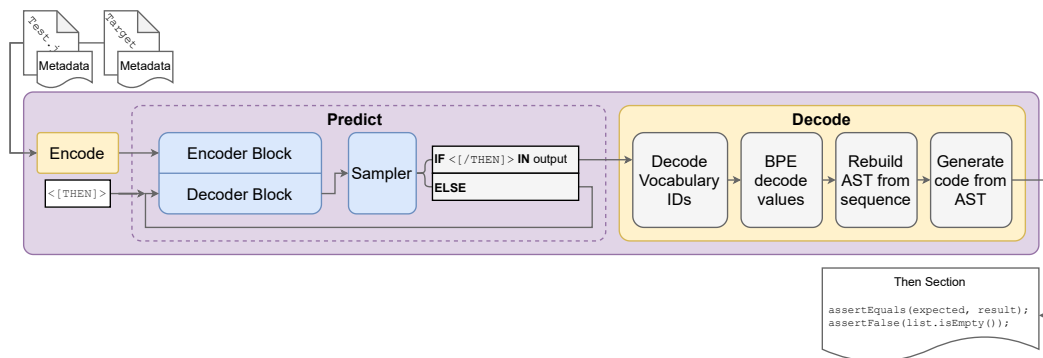 Test.j
Target
Metadata
Metadata
Predict
Decode
Encode
<[THEN]>
Encoder Block
Decoder Block
Sampler
IF <[/THEN]> IN output
ELSE
Decode
Vocabulary
IDs
BPE
decode
values
Rebuild
AST from
sequence
Generate
code from
AST
Then Section
assertEquals(expected, result);
assertFalse(list.isEmpty());